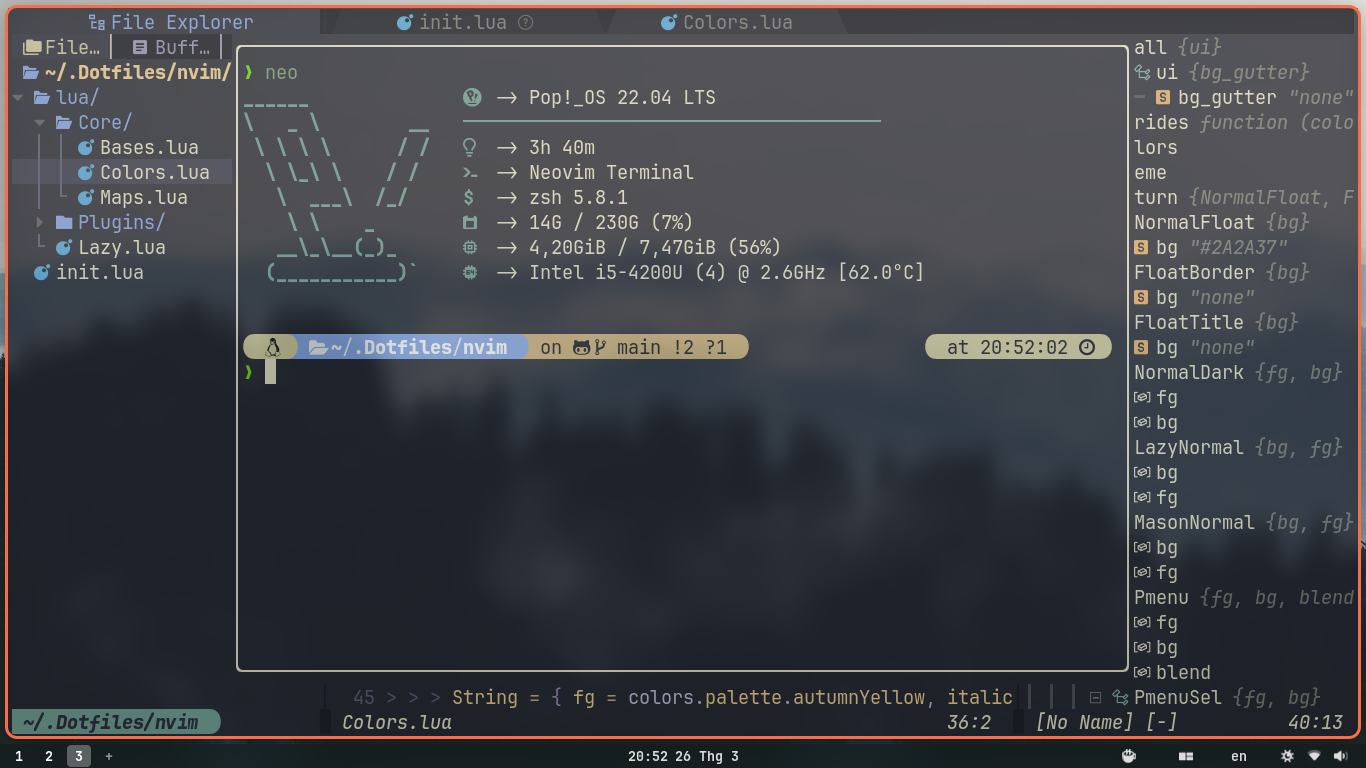 File Explorer
init.lua
Colors.lua
File…
Buff…
~/.Dotfiles/nvim/
lua/
Core/
Bases.lua
Colors.lua
Maps.lua
Plugins/
Lazy.lua
init.lua
❯ neo
Pop!_OS 22.04 LTS
3h 40m
Neovim Terminal
zsh 5.8.1
14G / 230G (7%)
4,20GiB / 7,47GiB (56%)
Intel i5-4200U (4) @ 2.6GHz [62.0°C]
~/.Dotfiles/nvim on main !2 ?1
at 20:52:02
❯
all {ui}
ui {bg_gutter}
bg_gutter "none"
rides function (colo
lors
eme
turn {NormalFloat, F
NormalFloat {bg}
bg "#2A2A37"
FloatBorder {bg}
bg "none"
FloatTitle {bg}
bg "none"
NormalDark {fg, bg}
fg
bg
LazyNormal {bg, fg}
bg
fg
MasonNormal {bg, fg}
bg
fg
Pmenu {fg, bg, blend
fg
bg
blend
PmenuSel {fg, bg}
45 > > > String = { fg = colors.palette.autumnYellow, italic
~/.Dotfiles/nvim
Colors.lua
36:2
[No Name] [-]
40:13
1 2 3 +
20:52 26 Thg 3
en